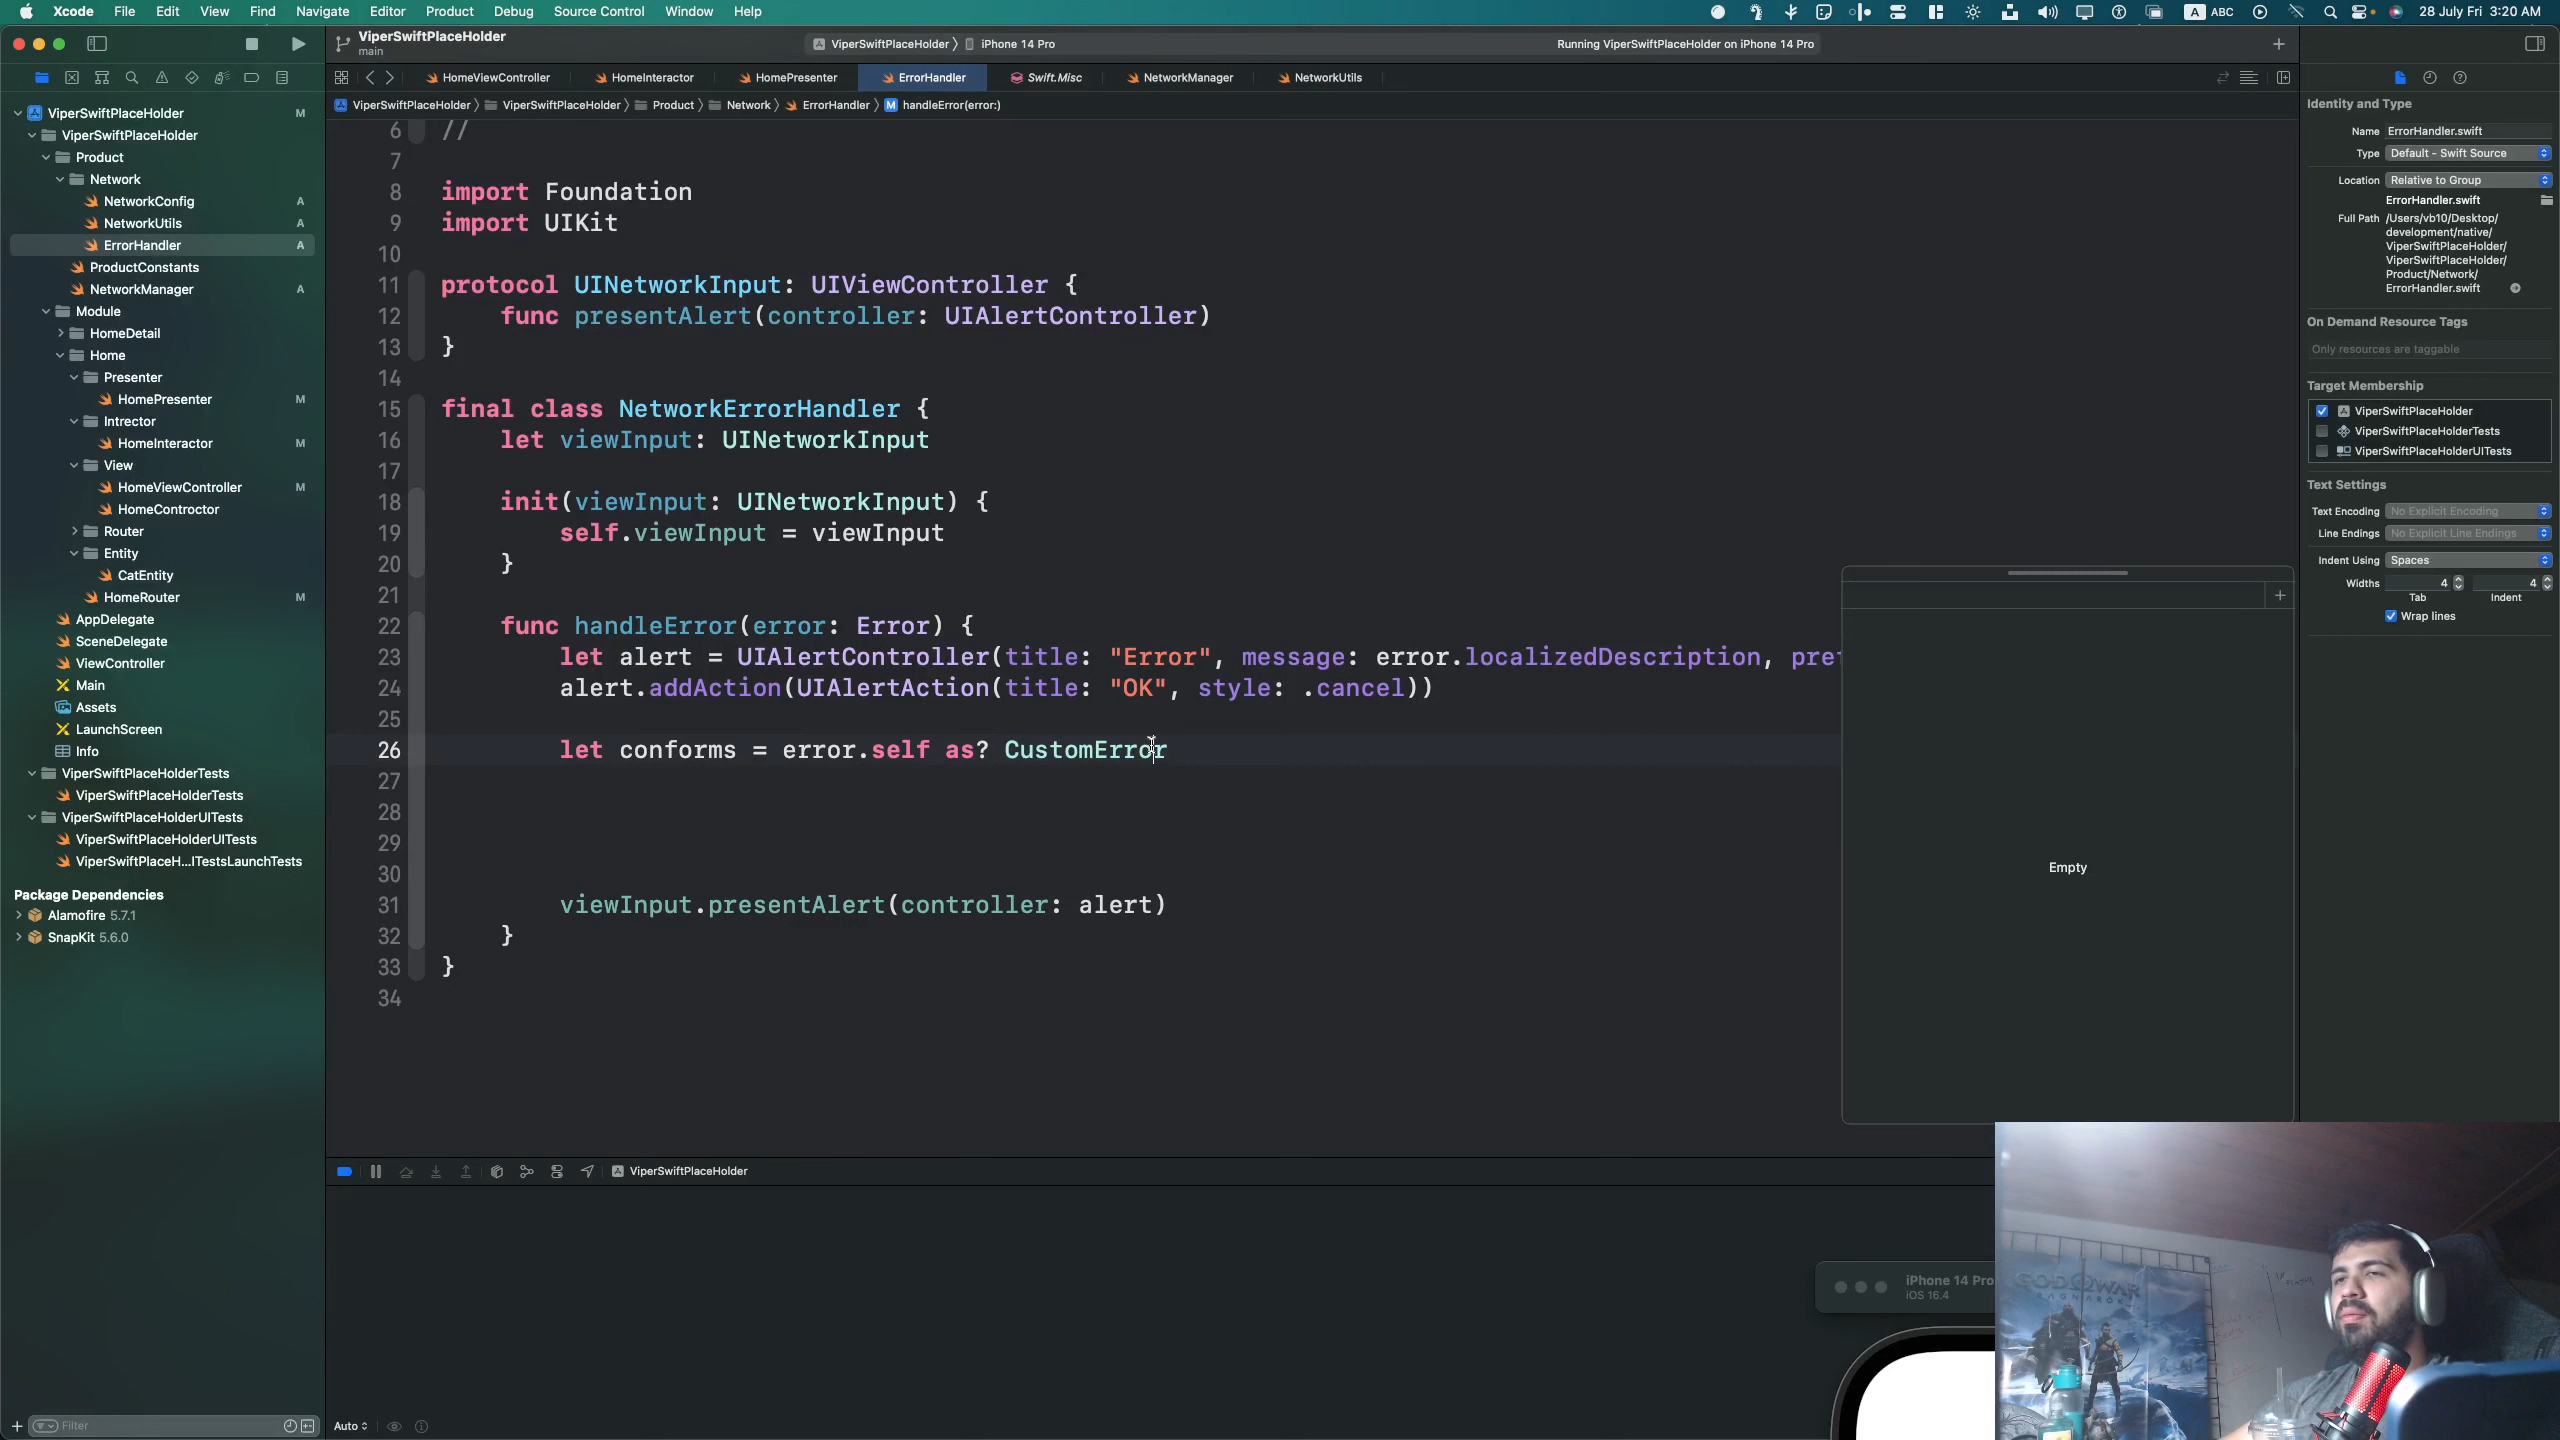 Xcode File Edit View Find Navigate Editor Product Debug Source Control Window Help
A ABC 28 July Fri 3:20 AM
ViperSwiftPlaceHolder
main
ViperSwiftPlaceHolder iPhone 14 Pro
Running ViperSwiftPlaceHolder on iPhone 14 Pro
HomeViewController HomeInteractor HomePresenter ErrorHandler Swift.Misc NetworkManager NetworkUtils
ViperSwiftPlaceHolder ViperSwiftPlaceHolder Product Network ErrorHandler M handleError(error:)
ViperSwiftPlaceHolder M
ViperSwiftPlaceHolder
Product
Network
NetworkConfig A
NetworkUtils A
ErrorHandler A
ProductConstants
NetworkManager A
Module
HomeDetail
Home
Presenter
HomePresenter M
Intrector
HomeInteractor M
View
HomeViewController M
HomeControctor
Router
Entity
CatEntity
HomeRouter M
AppDelegate
SceneDelegate
ViewController
Main
Assets
LaunchScreen
Info
ViperSwiftPlaceHolderTests
ViperSwiftPlaceHolderTests
ViperSwiftPlaceHolderUITests
ViperSwiftPlaceHolderUITests
ViperSwiftPlaceH...ITestsLaunchTests
Package Dependencies
Alamofire 5.7.1
SnapKit 5.6.0
Filter
6 //
7
8 import Foundation
9 import UIKit
10
11 protocol UINetworkInput: UIViewController {
12 func presentAlert(controller: UIAlertController)
13 }
14
15 final class NetworkErrorHandler {
16 let viewInput: UINetworkInput
17
18 init(viewInput: UINetworkInput) {
19 self.viewInput = viewInput
20 }
21
22 func handleError(error: Error) {
23 let alert = UIAlertController(title: "Error", message: error.localizedDescription, pre
24 alert.addAction(UIAlertAction(title: "OK", style: .cancel))
25
26 let conforms = error.self as? CustomError
27
28
29
30
31 viewInput.presentAlert(controller: alert)
32 }
33 }
34
Empty
ViperSwiftPlaceHolder
Auto
iPhone 14 Pro
iOS 16.4
GOD OF WAR
RAGNARÖK
Identity and Type
Name ErrorHandler.swift
Type Default - Swift Source
Location Relative to Group
ErrorHandler.swift
Full Path /Users/vb10/Desktop/
development/native/
ViperSwiftPlaceHolder/
ViperSwiftPlaceHolder/
Product/Network/
ErrorHandler.swift
On Demand Resource Tags
Only resources are taggable
Target Membership
ViperSwiftPlaceHolder
ViperSwiftPlaceHolderTests
ViperSwiftPlaceHolderUITests
Text Settings
Text Encoding No Explicit Encoding
Line Endings No Explicit Line Endings
Indent Using Spaces
Widths 4 4
Tab Indent
Wrap lines